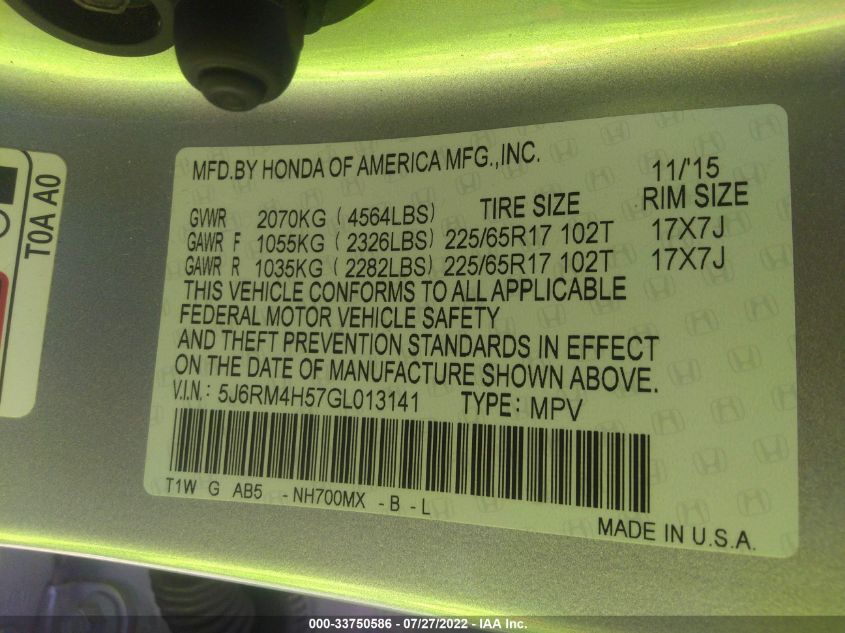 MFD.BY HONDA OF AMERICA MFG.,INC. 11/'15
GVWR 2070KG ( 4564LBS) TIRE SIZE RIM SIZE
GAWR F 1055KG ( 2326LBS) 225/65R17 102T 17X7J
GAWR R 1035KG ( 2282LBS) 225/65R17 102T 17X7J
THIS VEHICLE CONFORMS TO ALL APPLICABLE
FEDERAL MOTOR VEHICLE SAFETY
AND THEFT PREVENTION STANDARDS IN EFFECT
ON THE DATE OF MANUFACTURE SHOWN ABOVE.
V.I.N.: 5J6RM4H57GL013141 TYPE: MPV
T1W G AB5 -NH700MX -B -L
MADE IN U.S.A.
T0A A0
000-33750586 - 07/27/2022 - IAA Inc.